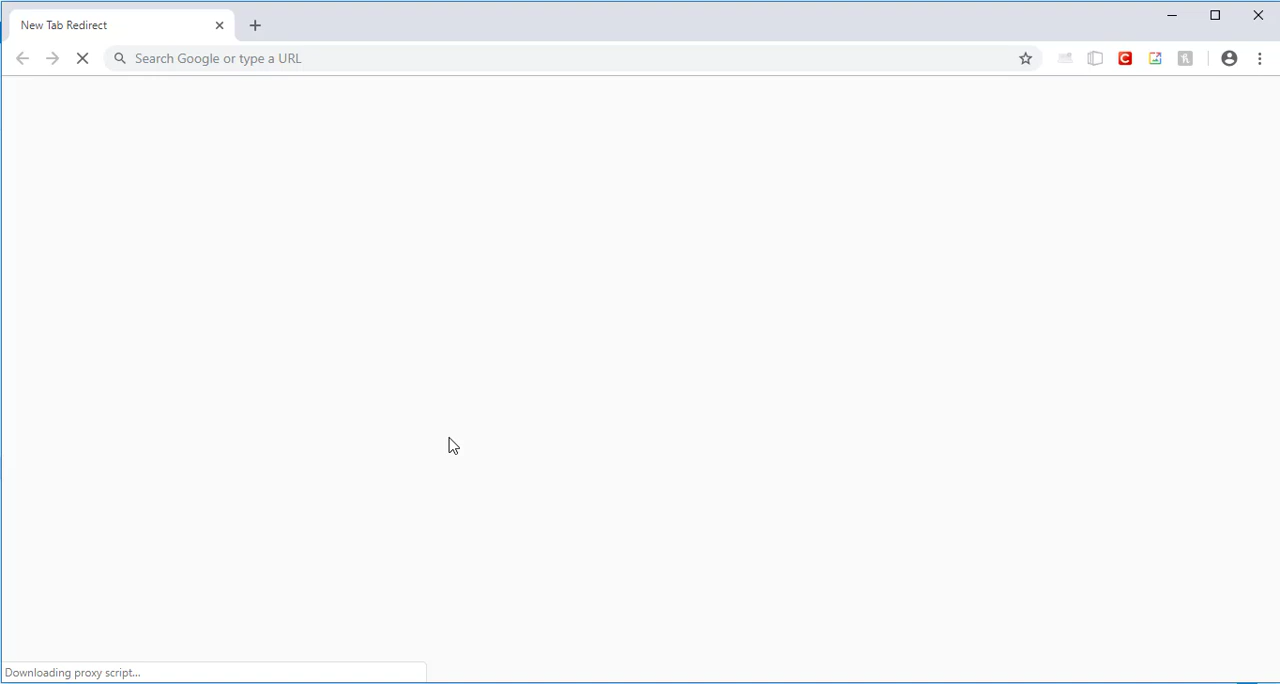 New Tab Redirect
Search Google or type a URL
C
Downloading proxy script...